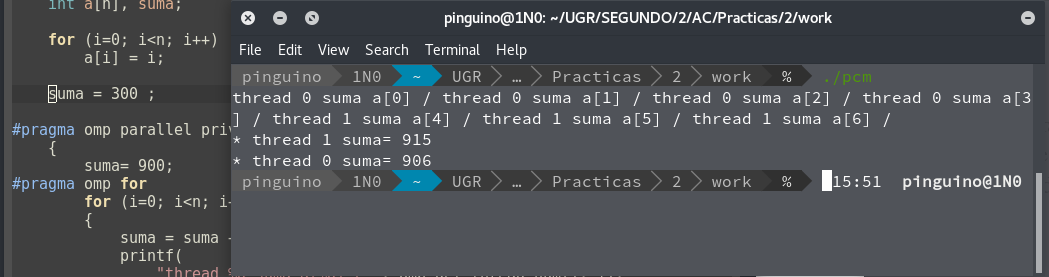 int a[n], suma;
for (i=0; i<n; i++)
a[i] = i;
suma = 300 ;
#pragma omp parallel priv
{
suma= 900;
#pragma omp for
for (i=0; i<n; i+
{
suma = suma
printf(
pinguino@1N0: ~/UGR/SEGUNDO/2/AC/Practicas/2/work
File Edit View Search Terminal Help
pinguino 1N0 ~ UGR … Practicas 2 work % ./pcm
thread 0 suma a[0] / thread 0 suma a[1] / thread 0 suma a[2] / thread 0 suma a[3
] / thread 1 suma a[4] / thread 1 suma a[5] / thread 1 suma a[6] /
* thread 1 suma= 915
* thread 0 suma= 906
pinguino 1N0 ~ UGR … Practicas 2 work % 15:51 pinguino@1N0